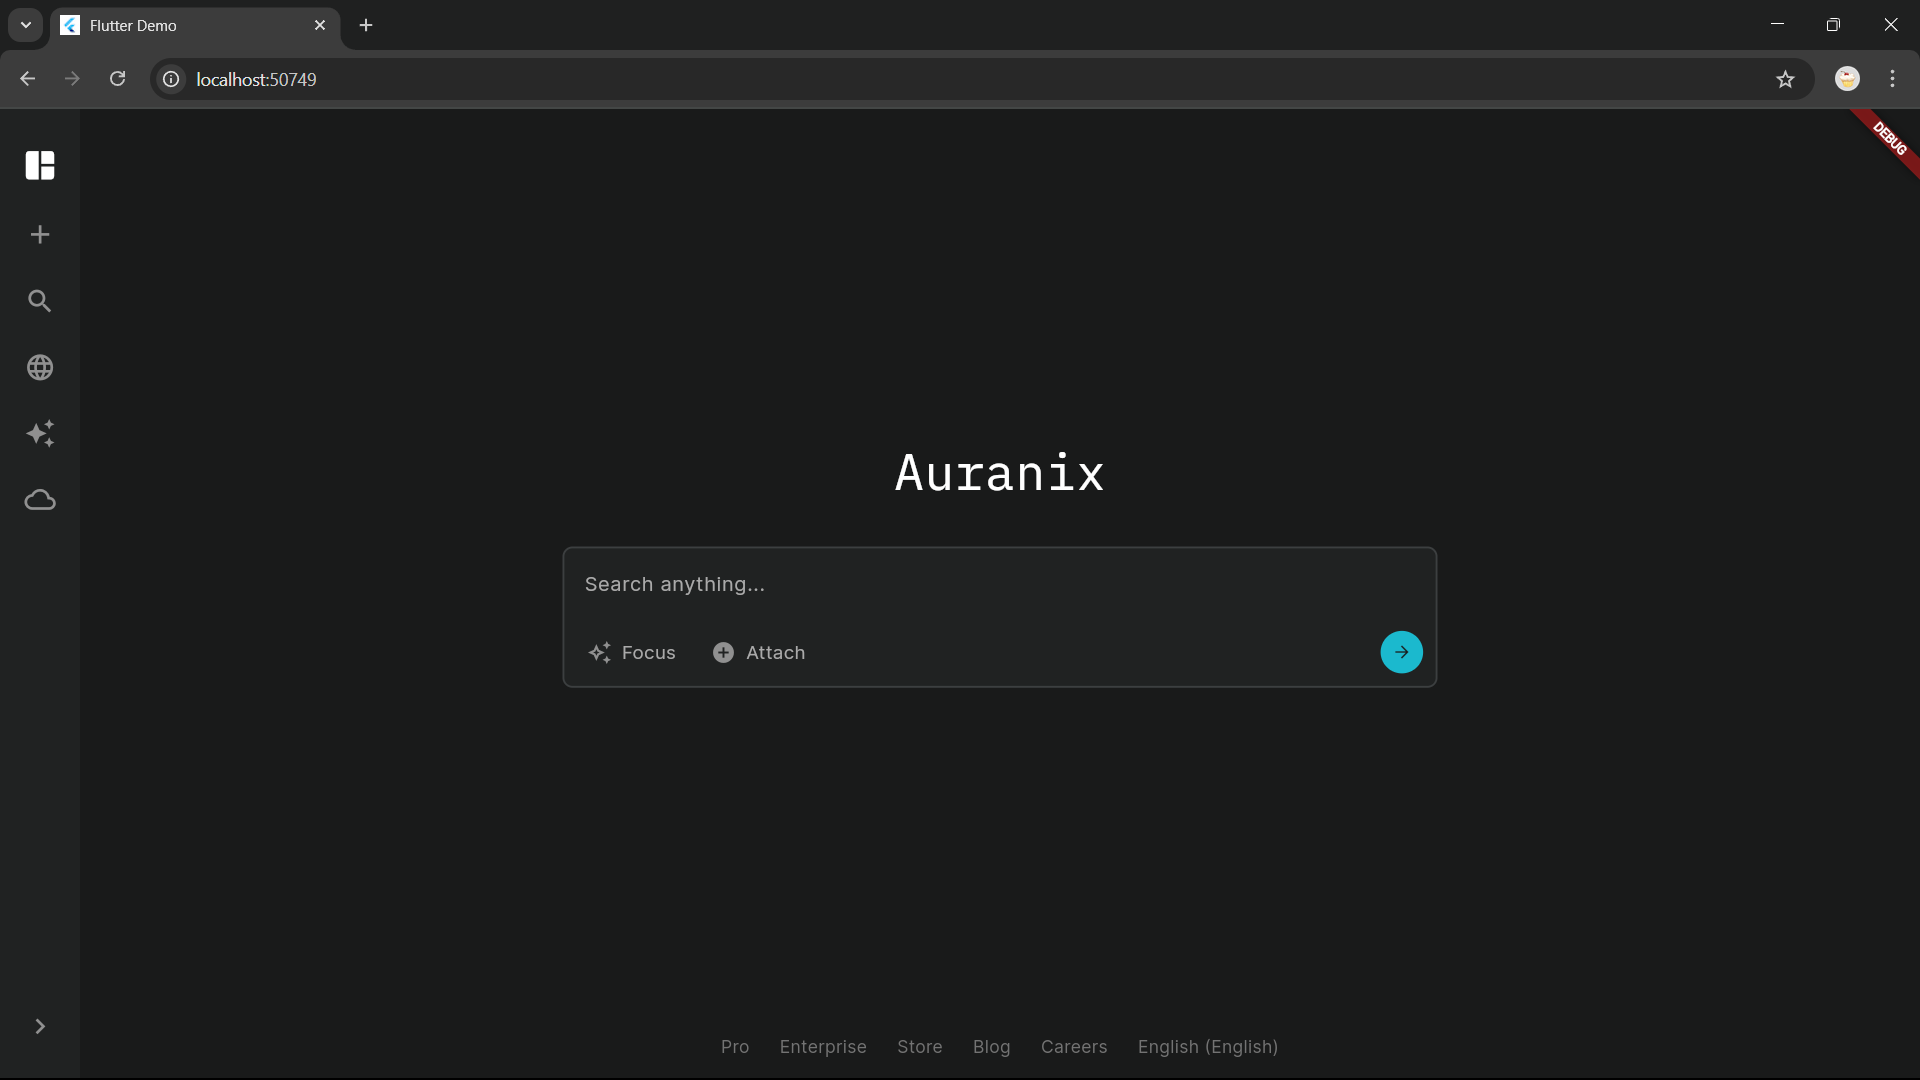 Flutter Demo
localhost:50749
DEBUG
Auranix
Search anything...
Focus Attach
Pro Enterprise Store Blog Careers English (English)